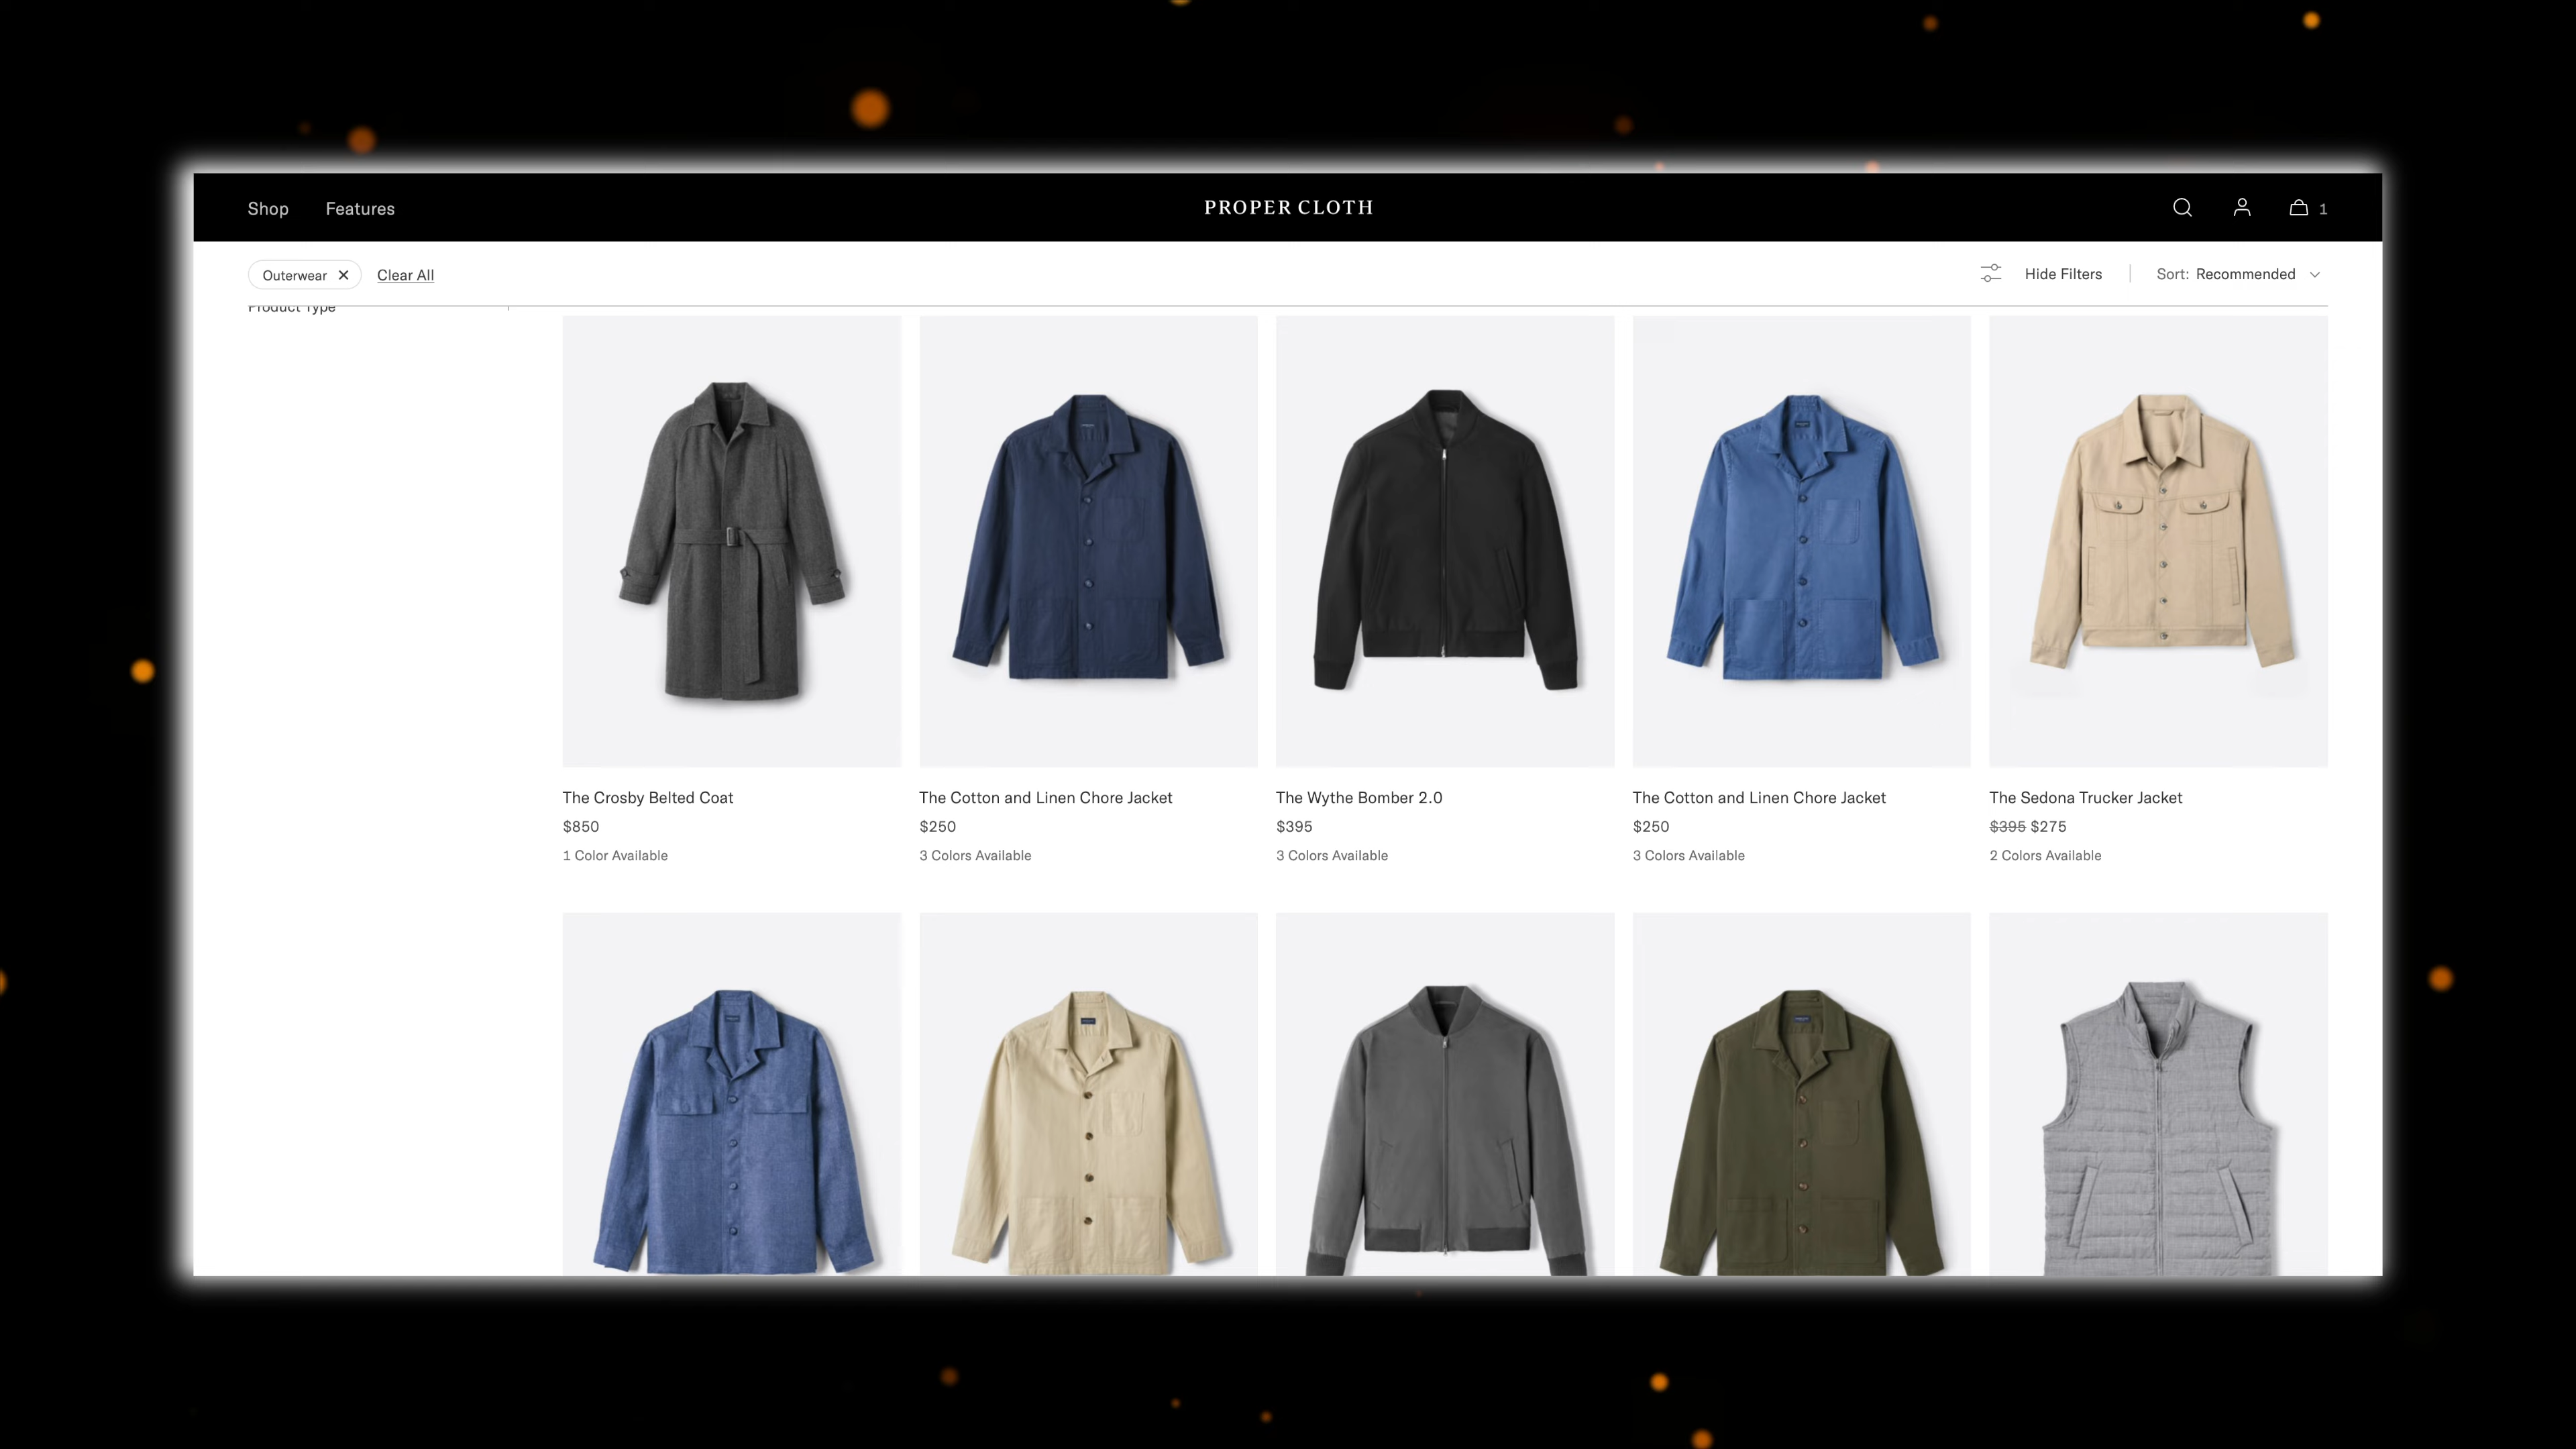 Shop Features PROPER CLOTH 1
Outerwear Clear All Hide Filters Sort: Recommended
Product Type
The Crosby Belted Coat
$850
1 Color Available
The Cotton and Linen Chore Jacket
$250
3 Colors Available
The Wythe Bomber 2.0
$395
3 Colors Available
The Cotton and Linen Chore Jacket
$250
3 Colors Available
The Sedona Trucker Jacket
$395 $275
2 Colors Available